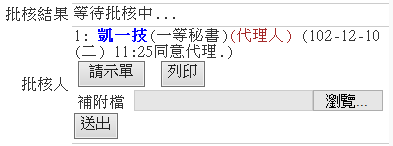 批核結果 等待批核中...
1: 凱一技(一等秘書)(代理人) (102-12-10
(二) 11:25同意代理.)
批核人 請示單 列印
補附檔 瀏覽...
送出